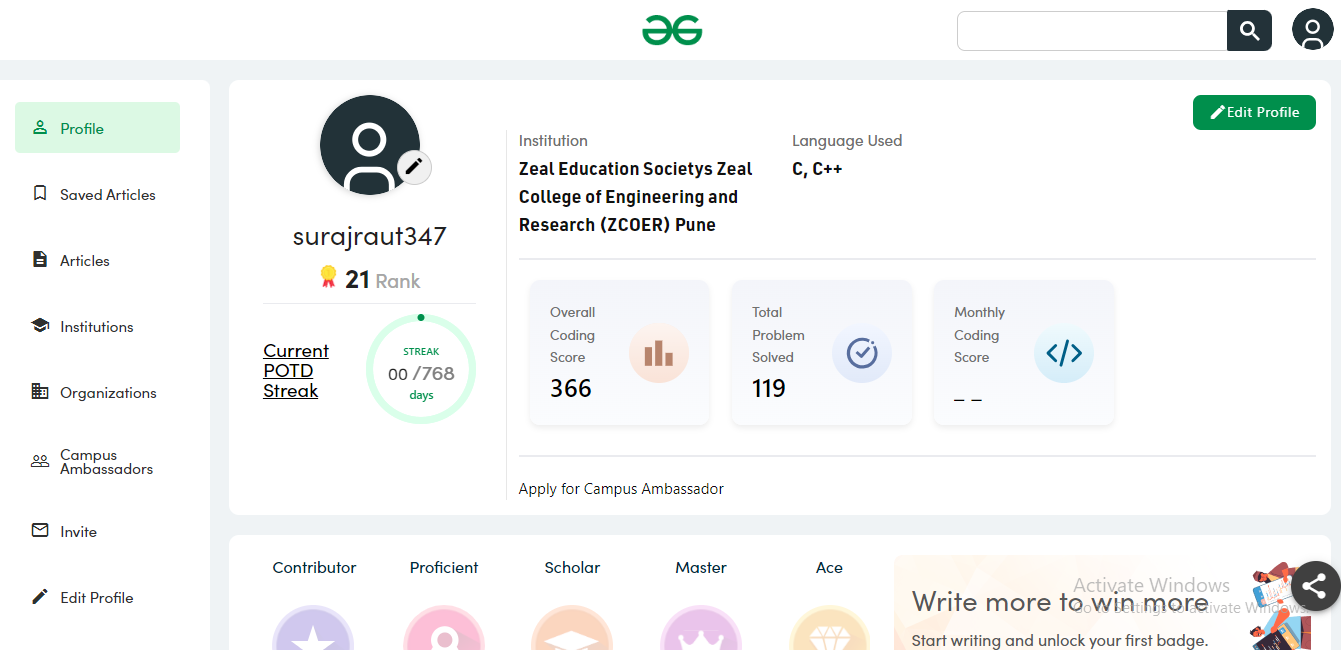 Profile
Saved Articles
Articles
Institutions
Organizations
Campus
Ambassadors
Invite
Edit Profile
surajraut347
21 Rank
Current
POTD
Streak
STREAK
00 /768
days
Edit Profile
Institution
Zeal Education Societys Zeal
College of Engineering and
Research (ZCOER) Pune
Language Used
C, C++
Overall
Coding
Score
366
Total
Problem
Solved
119
Monthly
Coding
Score
_ _
Apply for Campus Ambassador
Contributor
Proficient
Scholar
Master
Ace
Write more to win more
Start writing and unlock your first badge.
Activate Windows
Go to Settings to activate Windows.